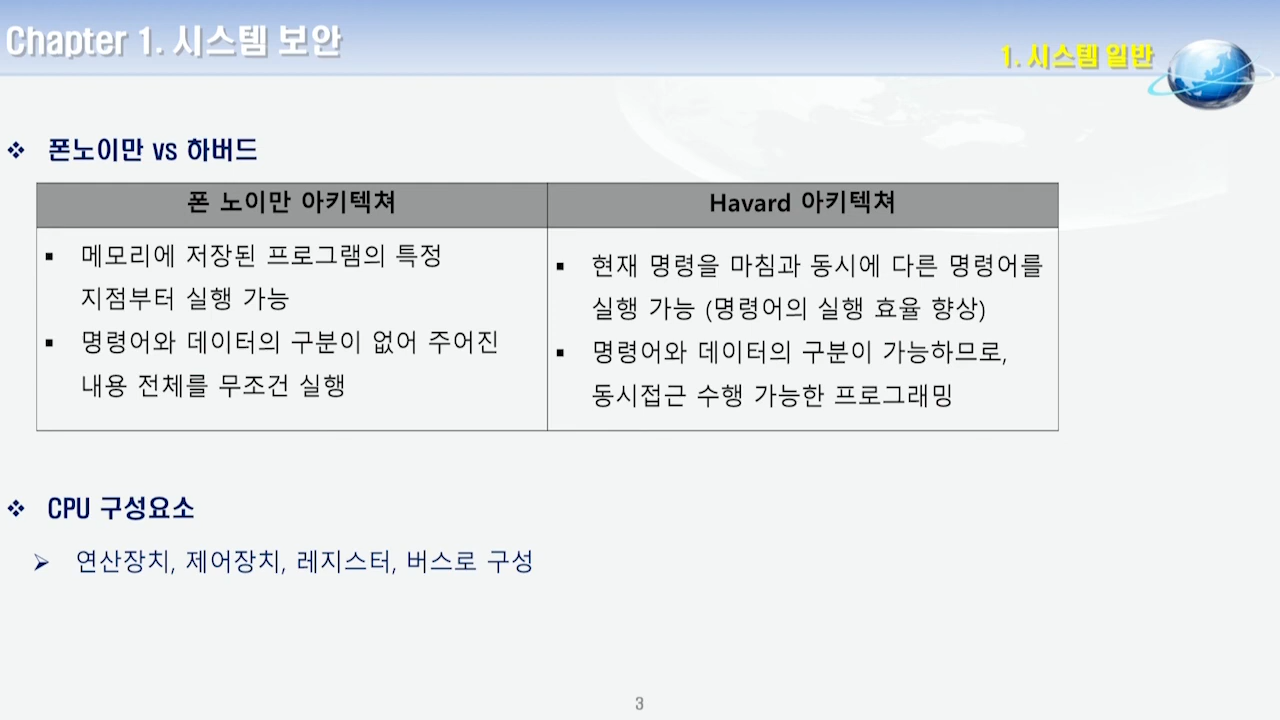 Chapter 1. 시스템 보안
1. 시스템 일반
❖ 폰노이만 vs 하버드
폰 노이만 아키텍쳐
▪ 메모리에 저장된 프로그램의 특정
지점부터 실행 가능
▪ 명령어와 데이터의 구분이 없어 주어진
내용 전체를 무조건 실행
Havard 아키텍쳐
▪ 현재 명령을 마침과 동시에 다른 명령어를
실행 가능 (명령어의 실행 효율 향상)
▪ 명령어와 데이터의 구분이 가능하므로,
동시접근 수행 가능한 프로그래밍
❖ CPU 구성요소
➢ 연산장치, 제어장치, 레지스터, 버스로 구성
3